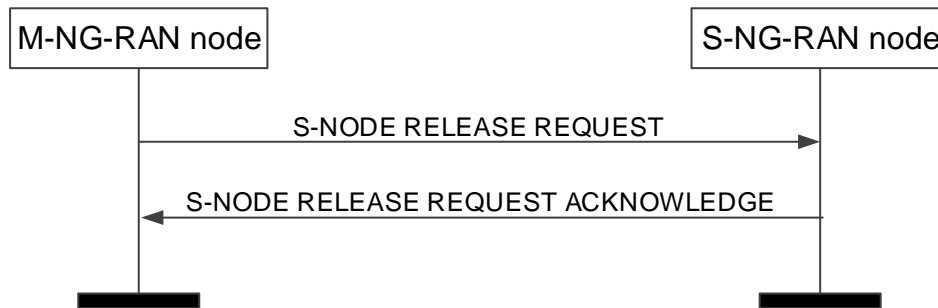 M-NG-RAN node
S-NG-RAN node
S-NODE RELEASE REQUEST
S-NODE RELEASE REQUEST ACKNOWLEDGE